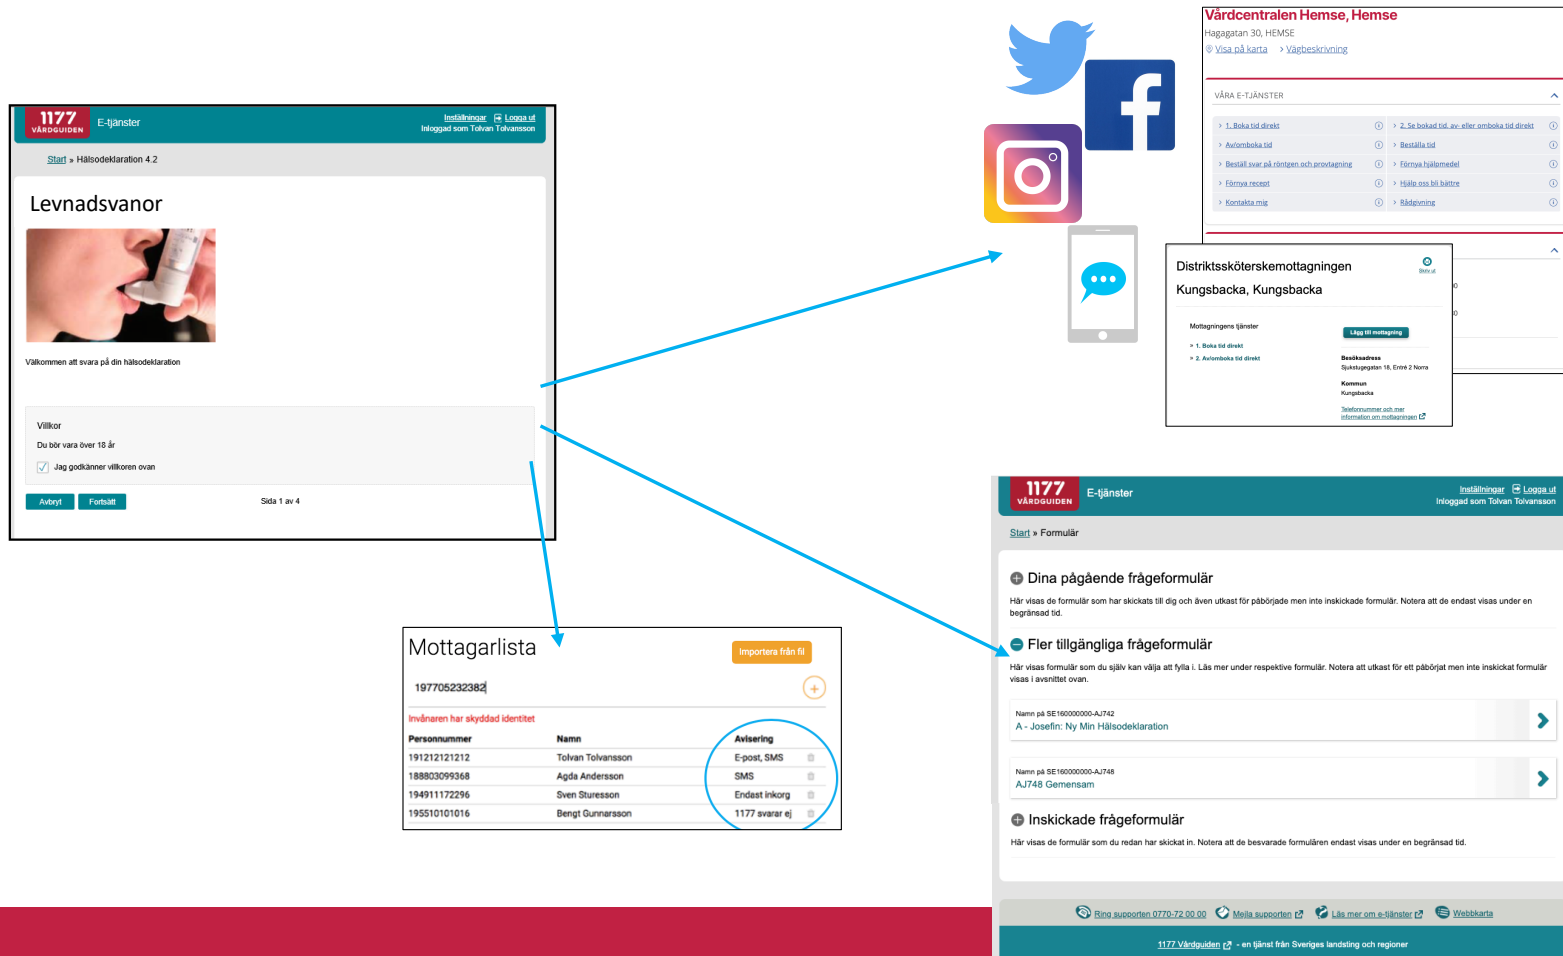 1177
VÅRDGUIDEN
E-tjänster
Inställningar Logga ut
Inloggad som Tolvan Tolvansson
Start » Hälsodeklaration 4.2
Levnadsvanor
Välkommen att svara på din hälsodeklaration
Villkor
Du bör vara över 18 år
Jag godkänner villkoren ovan
Avbryt Fortsätt Sida 1 av 4
Vårdcentralen Hemse, Hemse
Hagagatan 30, HEMSE
Visa på karta > Vägbeskrivning
VÅRA E-TJÄNSTER
> 1. Boka tid direkt > 2. Se bokad tid, av- eller omboka tid direkt
> Av/omboka tid > Beställa tid
> Beställ svar på röntgen och provtagning > Förnya hjälpmedel
> Förnya recept > Hjälp oss bli bättre
> Kontakta mig > Rådgivning
Distriktssköterskemottagningen
Kungsbacka, Kungsbacka
Skriv ut
Mottagningens tjänster
» 1. Boka tid direkt
» 2. Av/omboka tid direkt
Lägg till mottagning
Besöksadress
Sjukstugegatan 18, Entré 2 Norra
Kommun
Kungsbacka
Telefonnummer och mer
information om mottagningen
Mottagarlista
Importera från fil
197705232382
Invånaren har skyddad identitet
Personnummer Namn Avisering
191212121212 Tolvan Tolvansson E-post, SMS
188803099368 Agda Andersson SMS
194911172296 Sven Sturesson Endast inkorg
195510101016 Bengt Gunnarsson 1177 svarar ej
1177
VÅRDGUIDEN
E-tjänster
Inställningar Logga ut
Inloggad som Tolvan Tolvansson
Start » Formulär
Dina pågående frågeformulär
Här visas de formulär som har skickats till dig och även utkast för påbörjade men inte inskickade formulär. Notera att de endast visas under en
begränsad tid.
Fler tillgängliga frågeformulär
Här visas formulär som du själv kan välja att fylla i. Läs mer under respektive formulär. Notera att utkast för ett påbörjat men inte inskickat formulär
visas i avsnittet ovan.
Namn på SE160000000-AJ742
A - Josefin: Ny Min Hälsodeklaration
Namn på SE160000000-AJ748
AJ748 Gemensam
Inskickade frågeformulär
Här visas de formulär som du redan har skickat in. Notera att de besvarade formulären endast visas under en begränsad tid.
Ring supporten 0770-72 00 00 Mejla supporten Läs mer om e-tjänster Webbkarta
1177 Vårdguiden - en tjänst från Sveriges landsting och regioner